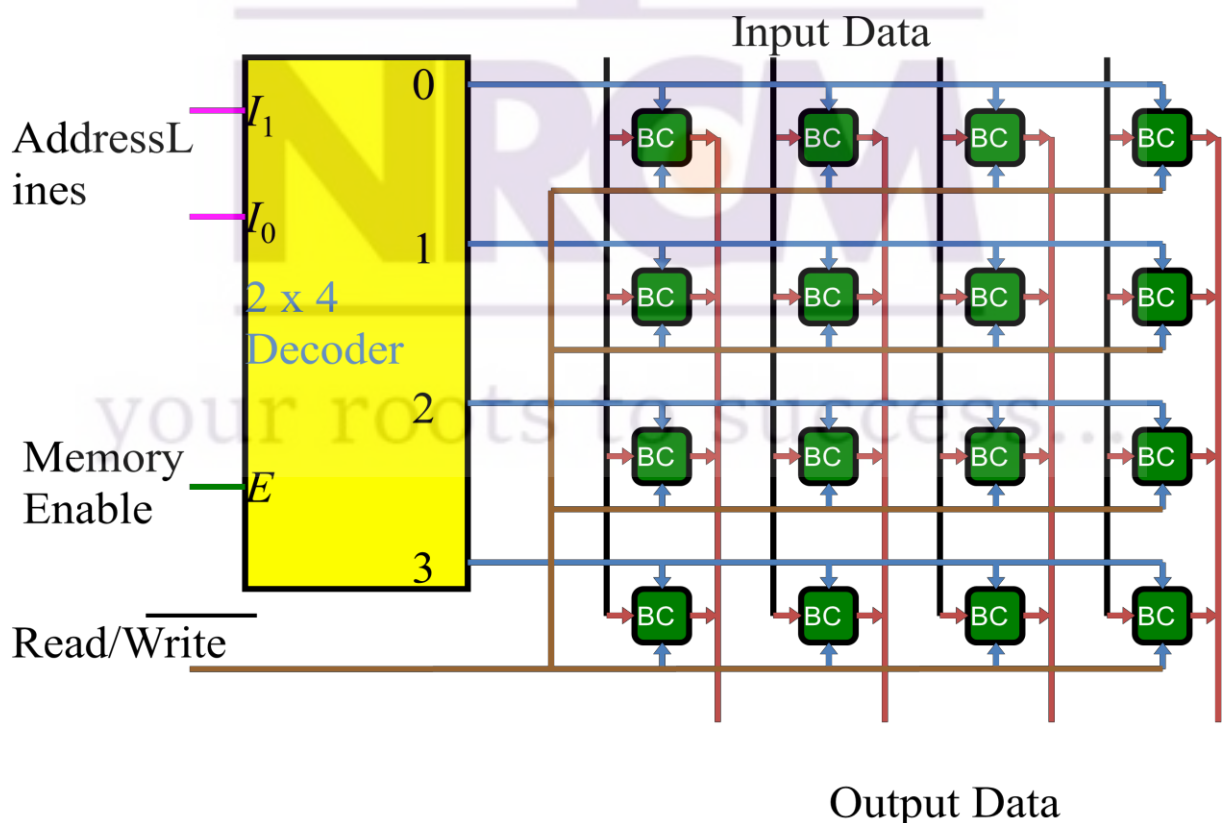 Input Data
NRCM
your roots to success...
AddressL
ines
I1
I0
2 x 4
Decoder
Memory
Enable
E
Read/Write
0
1
2
3
BC BC BC BC
BC BC BC BC
BC BC BC BC
BC BC BC BC
Output Data